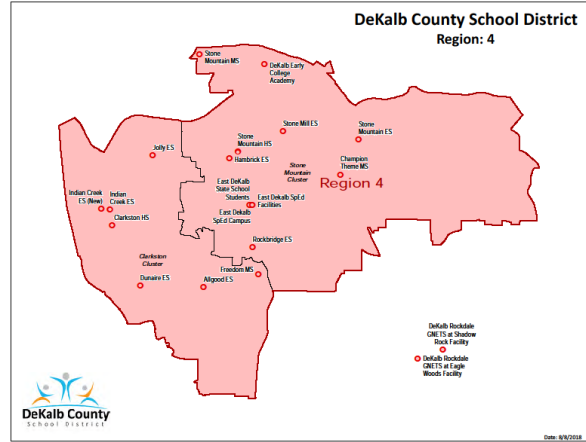 DeKalb County School District
Region: 4
Stone
Mountain MS
DeKalb Early
College
Academy
Stone Mill ES
Stone
Mountain ES
Jolly ES
Stone
Mountain HS
Hambrick ES
Stone
Mountain
Cluster
Champion
Theme MS
Region 4
East DeKalb
State School
Students
East Dekalb SpEd
Facilities
East Dekalb
SpEd Campus
Indian Creek
ES (New)
Indian
Creek ES
Clarkston HS
Rockbridge ES
Clarkston
Cluster
Freedom MS
Dunaire ES
Allgood ES
DeKalb Rockdale
GNETS at Shadow
Rock Facility
DeKalb Rockdale
GNETS at Eagle
Woods Facility
DeKalb County
School District
Date: 8/8/2018